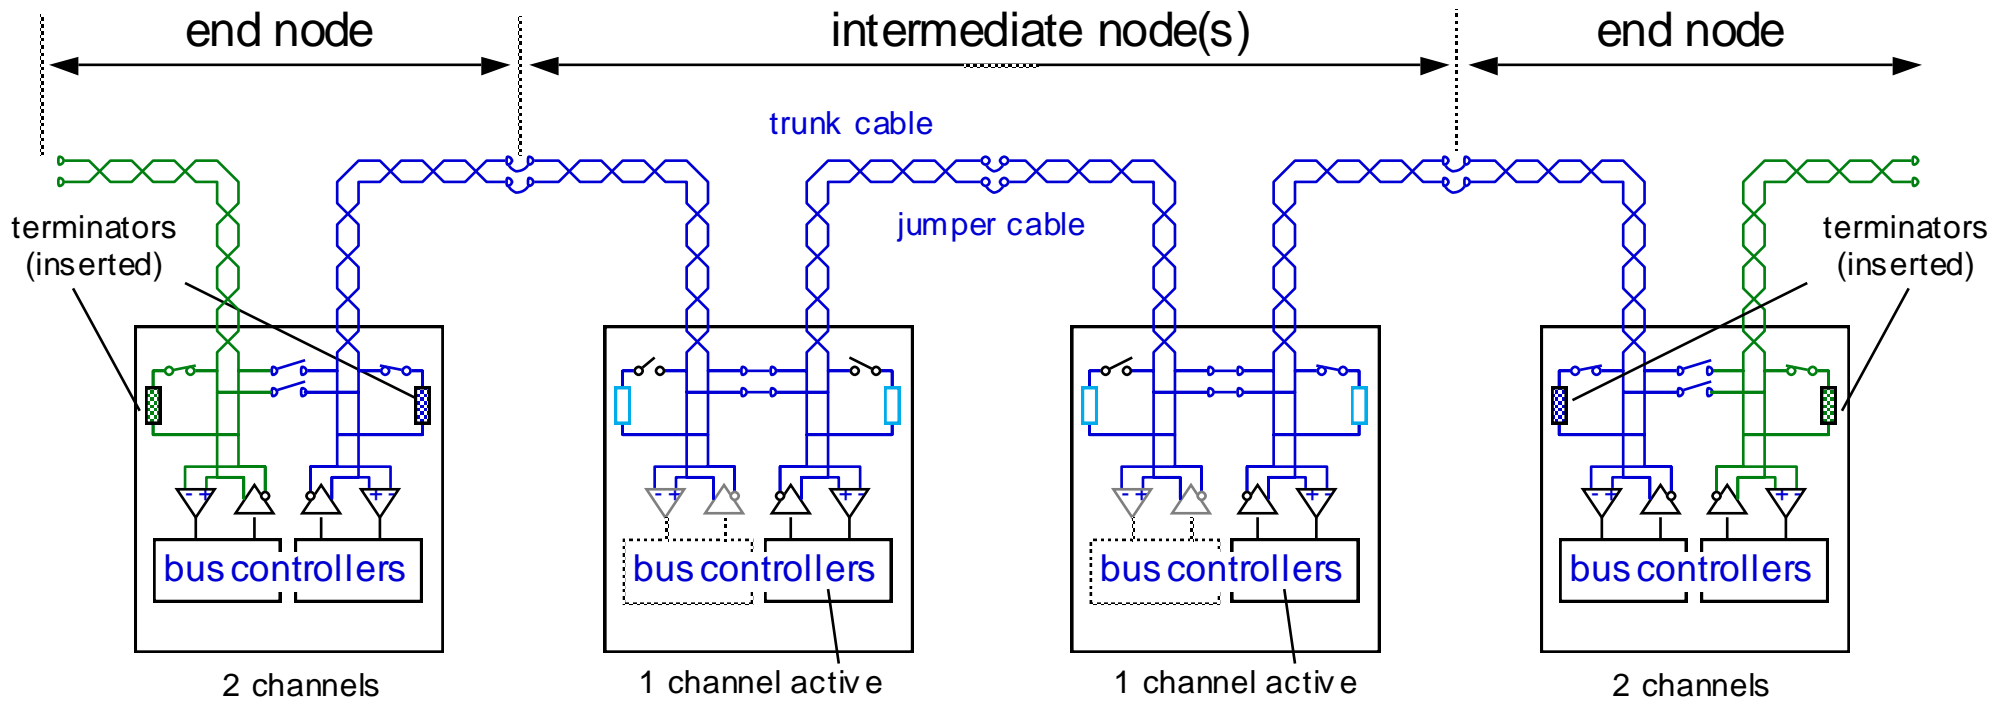 end node
intermediate node(s)
end node
trunk cable
jumper cable
terminators
(inserted)
terminators
(inserted)
- +
+ -
- +
+ -
- +
+ -
- +
+ -
bus controllers
bus controllers
bus controllers
bus controllers
2 channels
1 channel active
1 channel active
2 channels